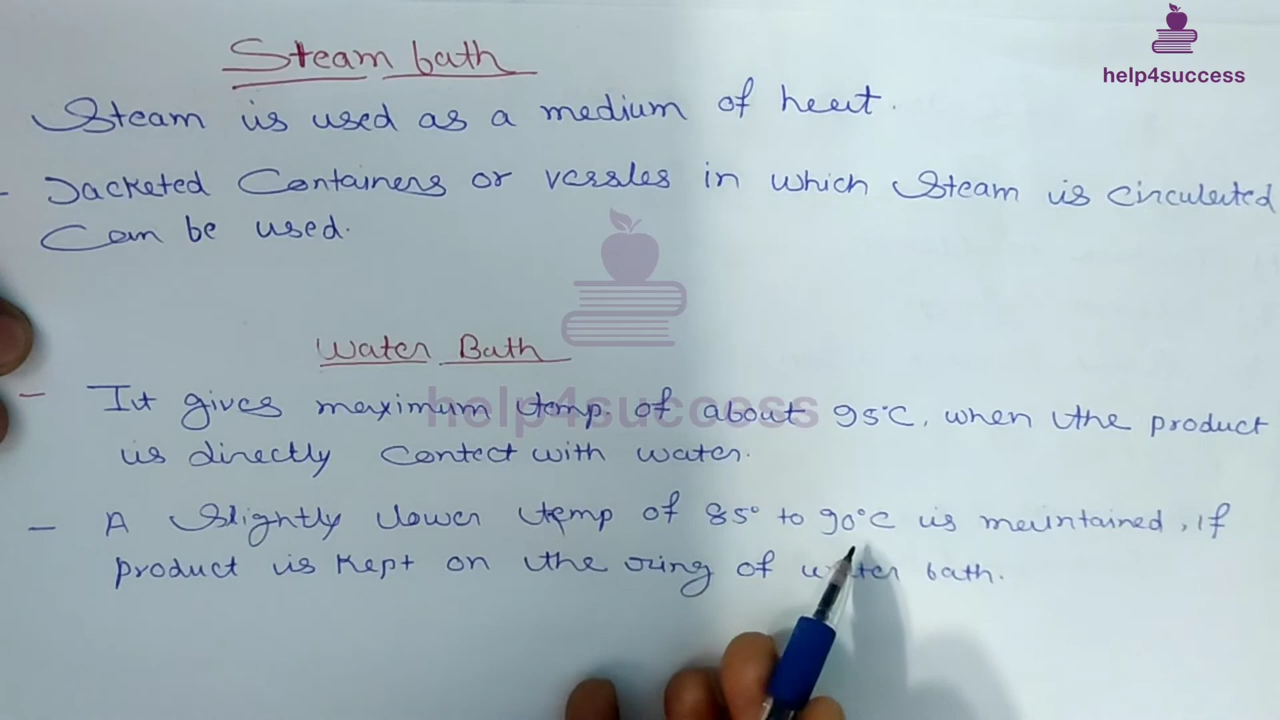 help4success
Steam bath
Steam is used as a medium of heat.
- Jacketed Containers or vessles in which Steam is circulated
Can be used.
Water Bath
help4success
- It gives maximum temp. of about 95°C, when the product
is directly contect with water.
- A Slightly lower temp of 85° to 90°C is maintained, if
product is kept on the ring of water bath.